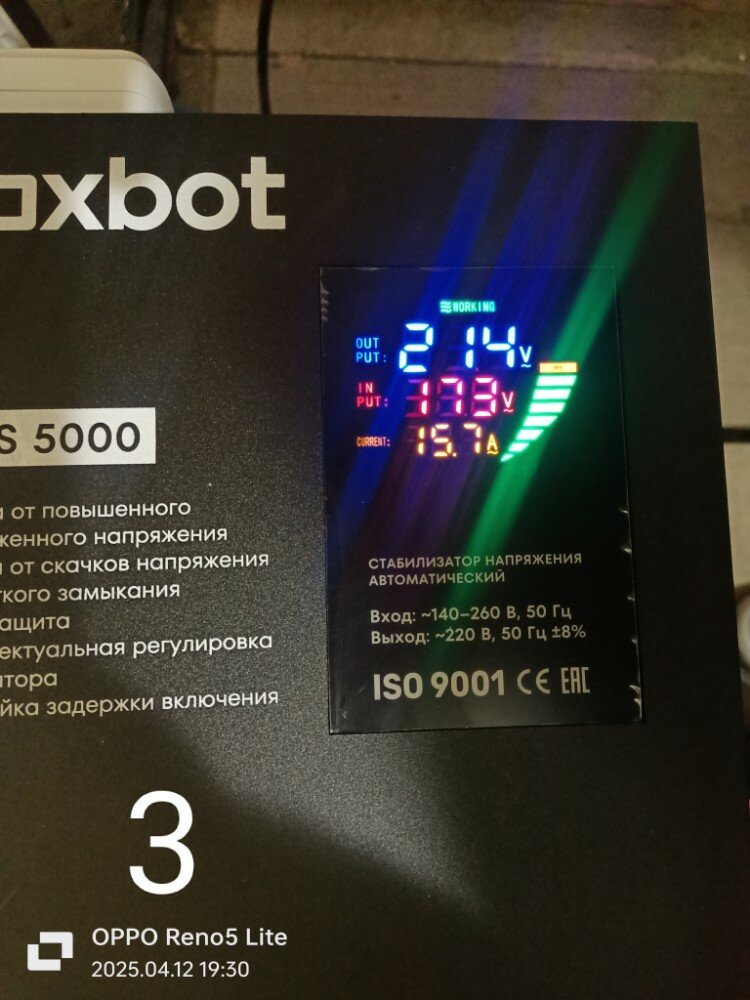 oxbot
WORKING
OUT
PUT: 214 V
IN
PUT: 173 V
CURRENT: 15.7 A
S 5000
а от повышенного
женного напряжения
и от скачков напряжения
ткого замыкания
ащита
ектуальная регулировка
атора
йка задержки включения
СТАБИЛИЗАТОР НАПРЯЖЕНИЯ
АВТОМАТИЧЕСКИЙ
Вход: ~140–260 В, 50 Гц
Выход: ~220 В, 50 Гц ±8%
ISO 9001 CE EAC
3
OPPO Reno5 Lite
2025.04.12 19:30